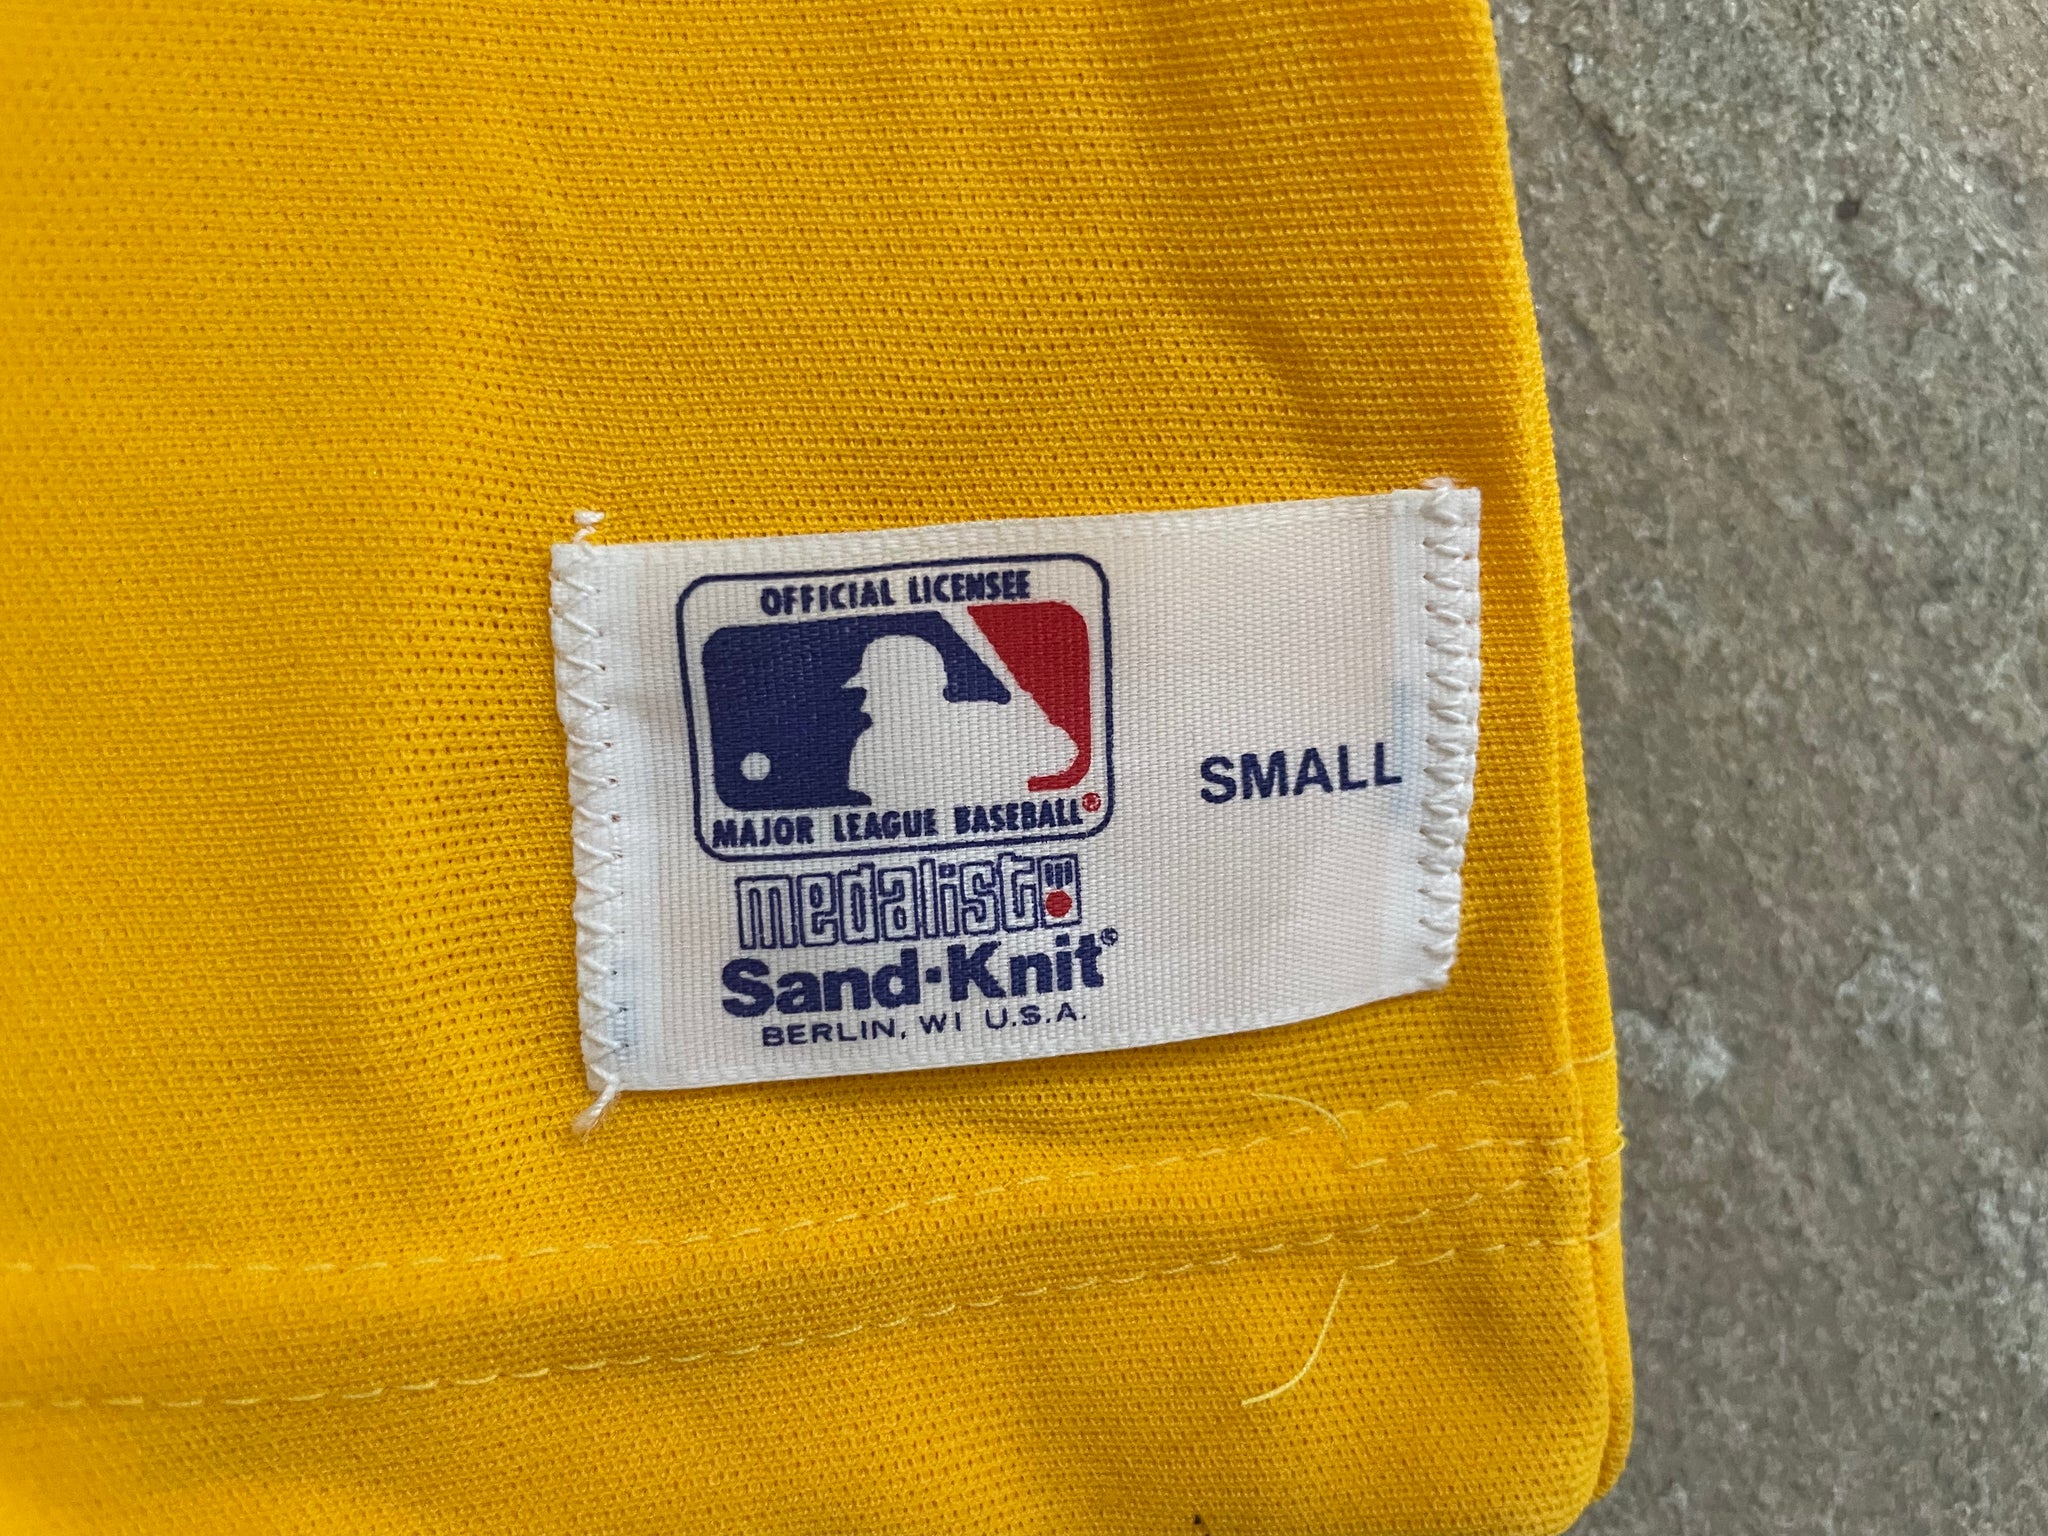 OFFICIAL LICENSEE
MAJOR LEAGUE BASEBALL®
SMALL
medalist
Sand·Knit®
BERLIN, WI U.S.A.